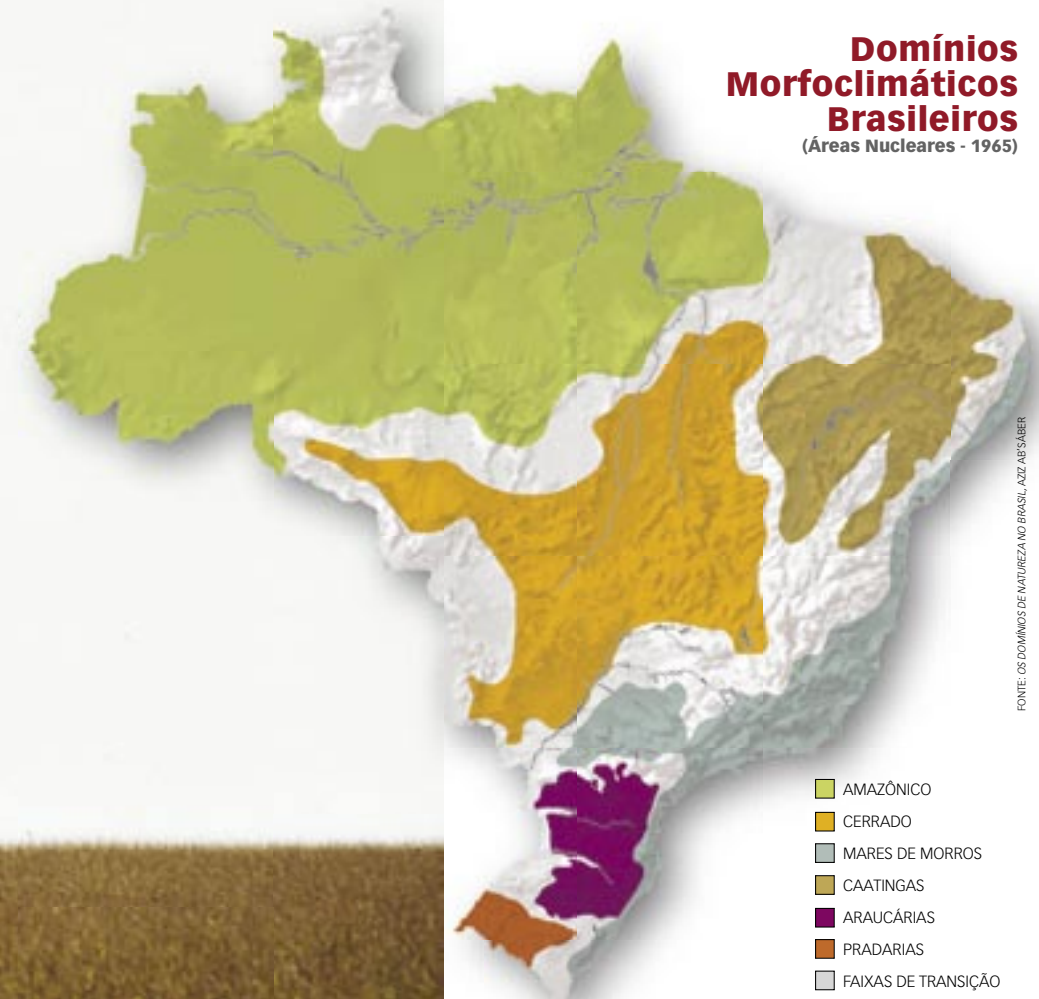 Domínios
Morfoclimáticos
Brasileiros
(Áreas Nucleares - 1965)
FONTE: OS DOMÍNIOS DE NATUREZA NO BRASIL, AZIZ AB'SÁBER
AMAZÔNICO
CERRADO
MARES DE MORROS
CAATINGAS
ARAUCÁRIAS
PRADARIAS
FAIXAS DE TRANSIÇÃO